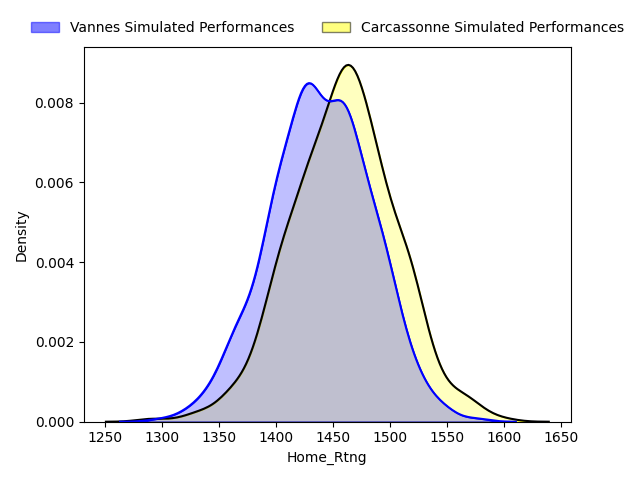 Vannes Simulated Performances
Carcassonne Simulated Performances
Density
0.008
0.006
0.004
0.002
0.000
1250 1300 1350 1400 1450 1500 1550 1600 1650
Home_Rtng